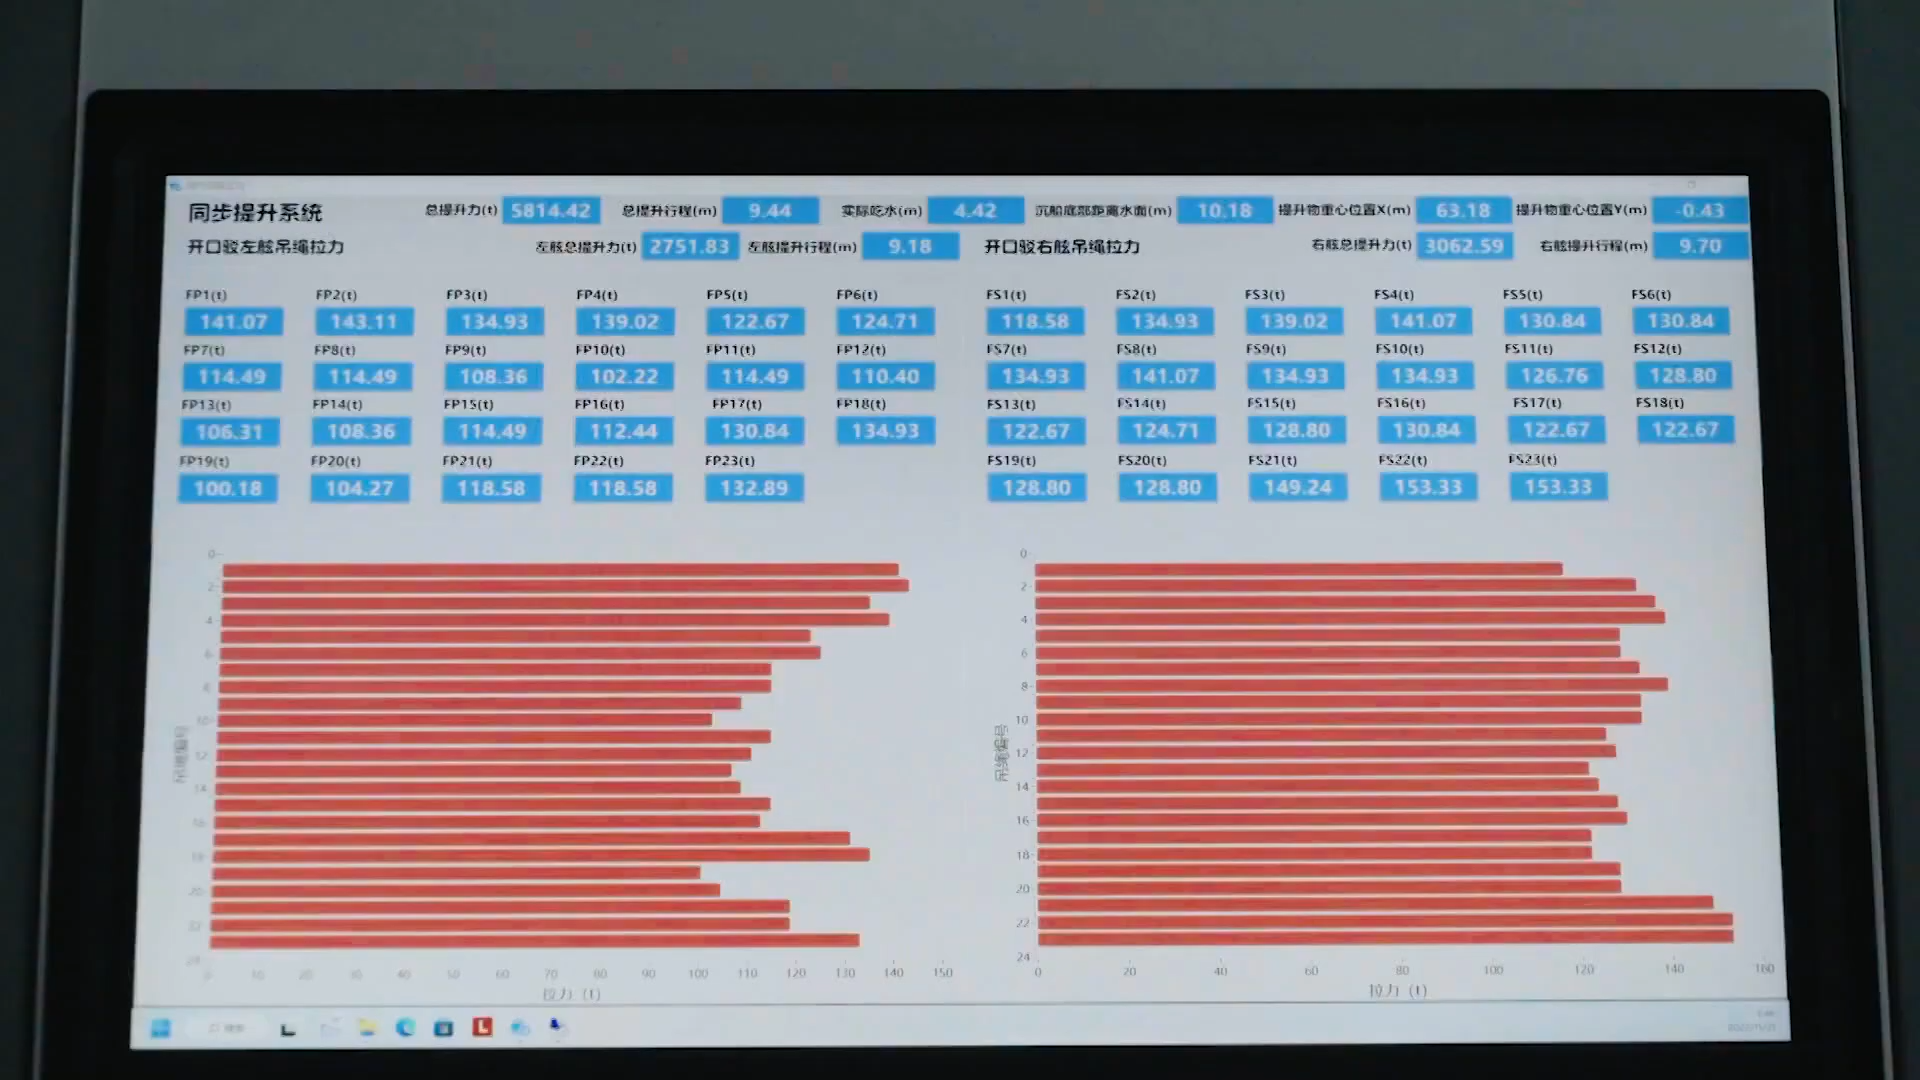 同步提升系统 总提升力(t) 5814.42 总提升行程(m) 9.44 实际吃水(m) 4.42 沉船底部距离水面(m) 10.18 提升物重心位置X(m) 63.18 提升物重心位置Y(m) -0.43
开口驳左舷吊绳拉力 左舷总提升力(t) 2751.83 左舷提升行程(m) 9.18 开口驳右舷吊绳拉力 右舷总提升力(t) 3062.59 右舷提升行程(m) 9.70
FP1(t) FP2(t) FP3(t) FP4(t) FP5(t) FP6(t) FS1(t) FS2(t) FS3(t) FS4(t) FS5(t) FS6(t)
141.07 143.11 134.93 139.02 122.67 124.71 118.58 134.93 139.02 141.07 130.84 130.84
FP7(t) FP8(t) FP9(t) FP10(t) FP11(t) FP12(t) FS7(t) FS8(t) FS9(t) FS10(t) FS11(t) FS12(t)
114.49 114.49 108.36 102.22 114.49 110.40 134.93 141.07 134.93 134.93 126.76 128.80
FP13(t) FP14(t) FP15(t) FP16(t) FP17(t) FP18(t) FS13(t) FS14(t) FS15(t) FS16(t) FS17(t) FS18(t)
106.31 108.36 114.49 112.44 130.84 134.93 122.67 124.71 128.80 130.84 122.67 122.67
FP19(t) FP20(t) FP21(t) FP22(t) FP23(t) FS19(t) FS20(t) FS21(t) FS22(t) FS23(t)
100.18 104.27 118.58 118.58 132.89 128.80 128.80 149.24 153.33 153.33
0 2 4 6 8 10 12 14 16 18 20 22 24
吊绳编号
0 10 20 30 40 50 60 70 80 90 100 110 120 130 140 150
拉力 (t)
0 2 4 6 8 10 12 14 16 18 20 22 24
吊绳编号
0 20 40 60 80 100 120 140 160
拉力 (t)
搜索
L